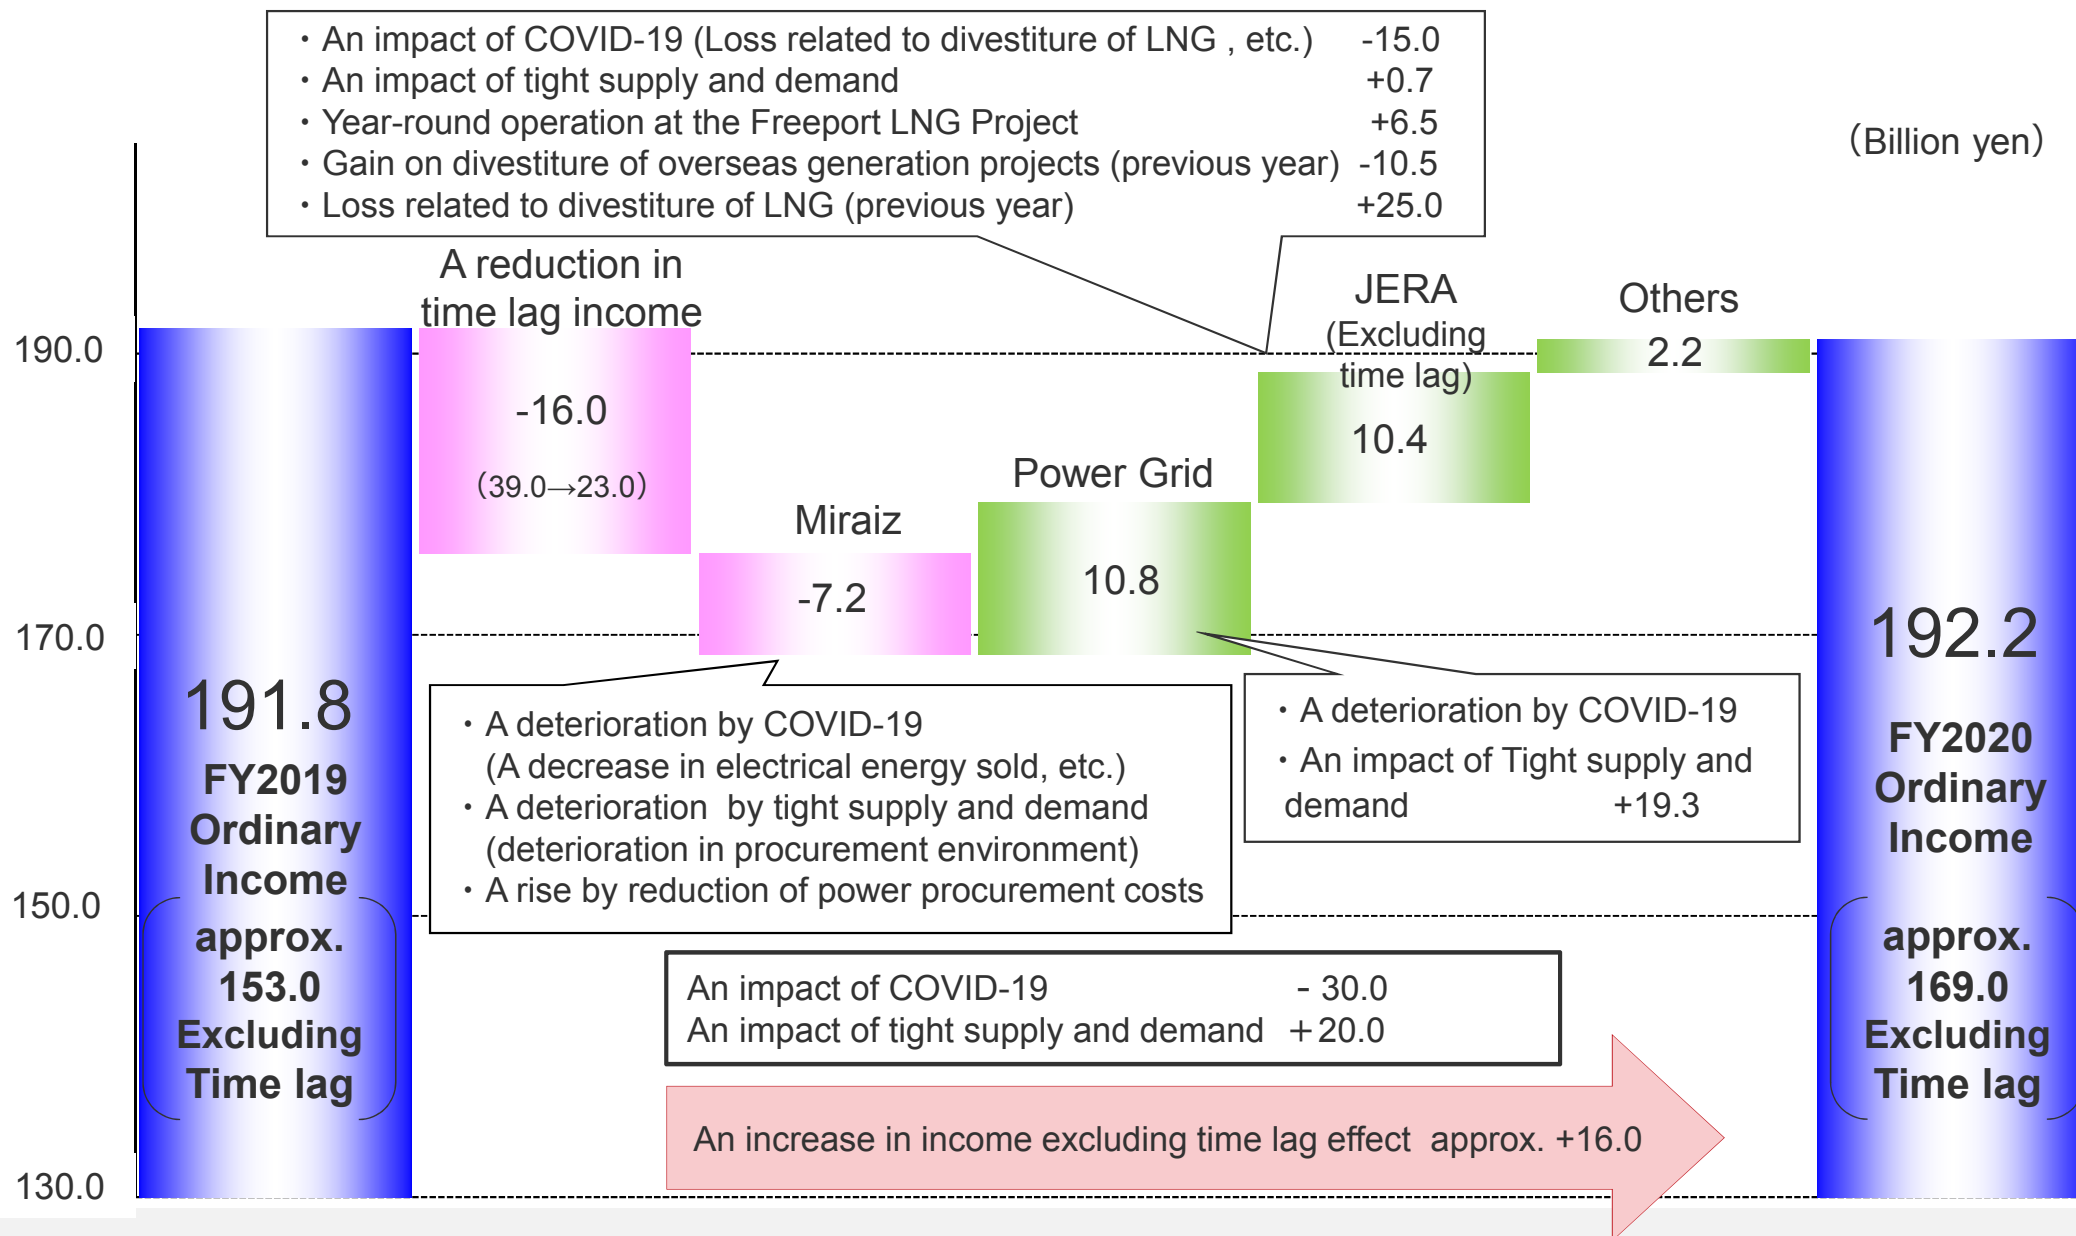 ・An impact of COVID-19 (Loss related to divestiture of LNG , etc.) -15.0
・An impact of tight supply and demand +0.7
・Year-round operation at the Freeport LNG Project +6.5
・Gain on divestiture of overseas generation projects (previous year) -10.5
・Loss related to divestiture of LNG (previous year) +25.0
（Billion yen）
A reduction in
time lag income
-16.0
（39.0→23.0）
Miraiz
-7.2
Power Grid
10.8
JERA
(Excluding
time lag)
10.4
Others
2.2
190.0
170.0
150.0
130.0
191.8
FY2019
Ordinary
Income
approx.
153.0
Excluding
Time lag
・A deterioration by COVID-19
(A decrease in electrical energy sold, etc.)
・A deterioration by tight supply and demand
(deterioration in procurement environment)
・A rise by reduction of power procurement costs
・A deterioration by COVID-19
・An impact of Tight supply and
demand +19.3
An impact of COVID-19 - 30.0
An impact of tight supply and demand ＋20.0
An increase in income excluding time lag effect approx. +16.0
192.2
FY2020
Ordinary
Income
approx.
169.0
Excluding
Time lag